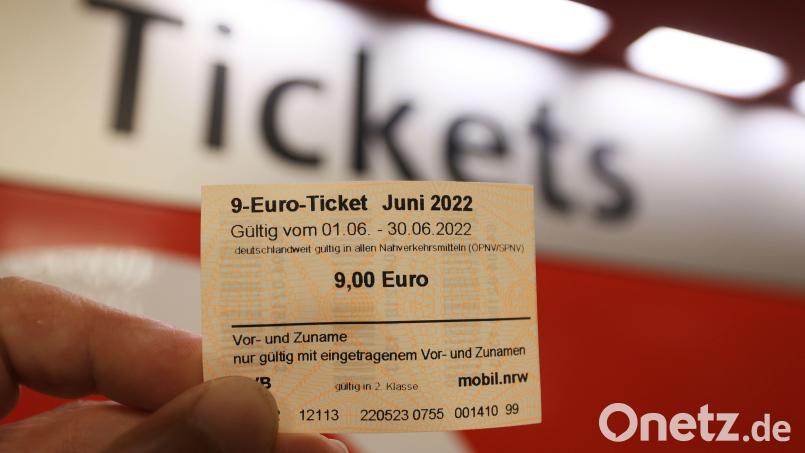 Tickets
9-Euro-Ticket Juni 2022
Gültig vom 01.06. - 30.06.2022
deutschlandweit gültig in allen Nahverkehrsmitteln (ÖPNV/SPNV)
9,00 Euro
Vor- und Zuname
nur gültig mit eingetragenem Vor- und Zunamen
gültig in 2. Klasse mobil.nrw
12113 220523 0755 001410 99
Onetz.de